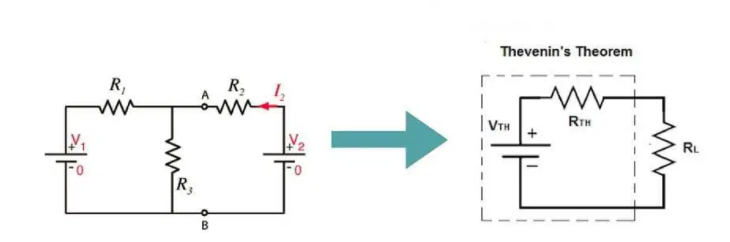 Thevenin's Theorem
R1
A
R2
I2
V1
+
-0
R3
V2
+
-0
B
VTH
+
−
RTH
RL